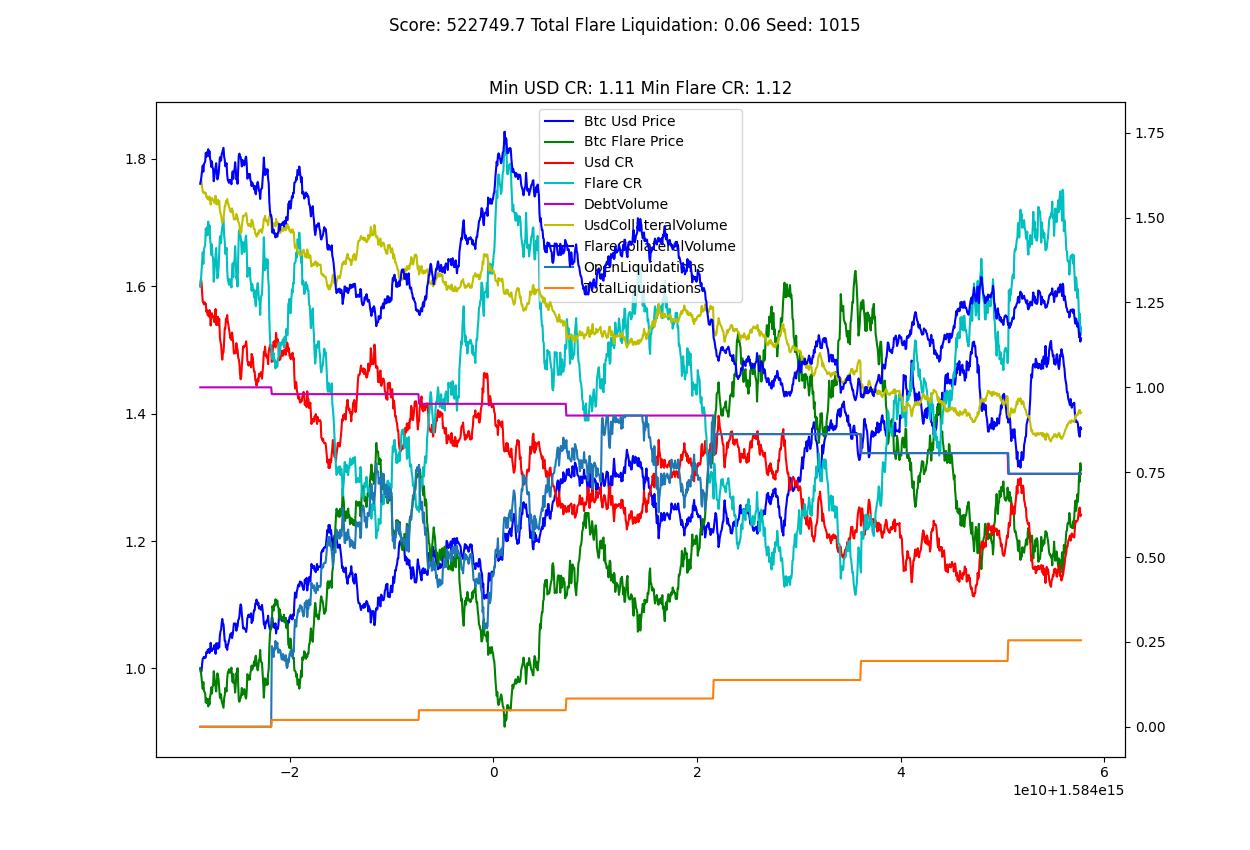 Score: 522749.7 Total Flare Liquidation: 0.06 Seed: 1015
Min USD CR: 1.11 Min Flare CR: 1.12
Btc Usd Price
Btc Flare Price
Usd CR
Flare CR
DebtVolume
UsdCollateralVolume
FlareCollateralVolume
OpenLiquidations
TotalLiquidations
1.8
1.6
1.4
1.2
1.0
1.75
1.50
1.25
1.00
0.75
0.50
0.25
0.00
−2
0
2
4
6
1e10+1.584e15